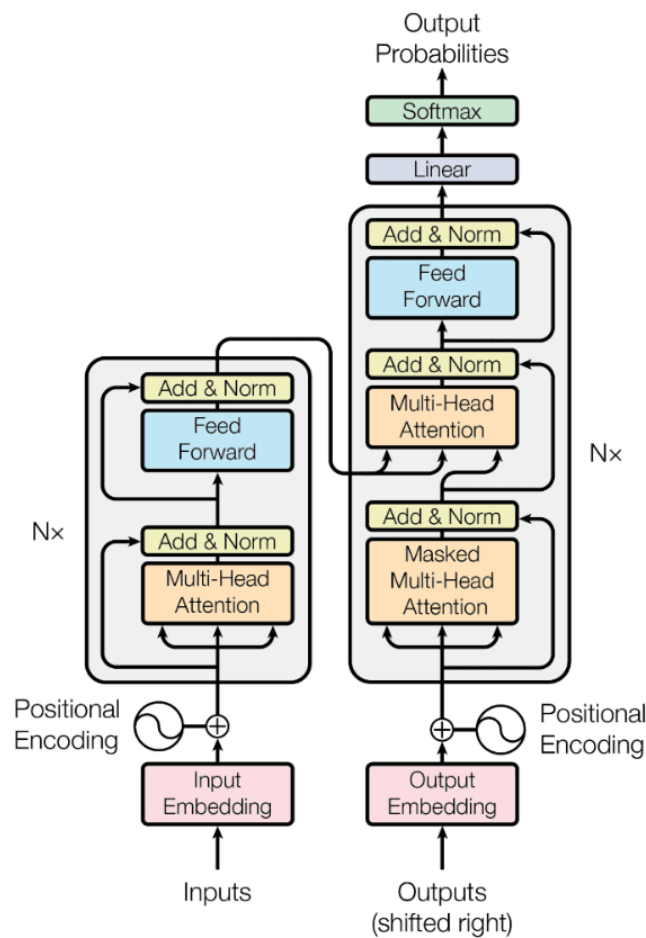 Output
Probabilities
Softmax
Linear
Add & Norm
Feed
Forward
Add & Norm
Multi-Head
Attention
Add & Norm
Masked
Multi-Head
Attention
N×
Add & Norm
Feed
Forward
Add & Norm
Multi-Head
Attention
N×
Positional
Encoding
Positional
Encoding
Input
Embedding
Output
Embedding
Inputs
Outputs
(shifted right)